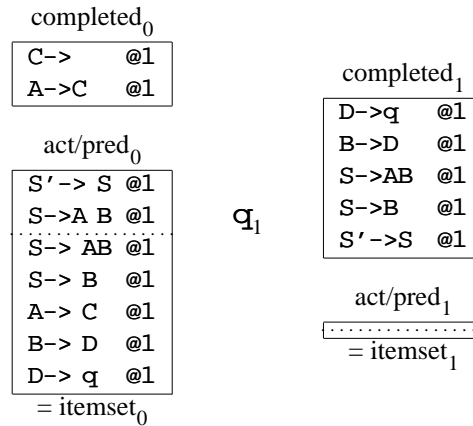 completed0
C-> @1
A->C @1
act/pred0
S'-> S @1
S->A B @1
S-> AB @1
S-> B @1
A-> C @1
B-> D @1
D-> q @1
= itemset0
q1
completed1
D->q @1
B->D @1
S->AB @1
S->B @1
S'->S @1
act/pred1
= itemset1